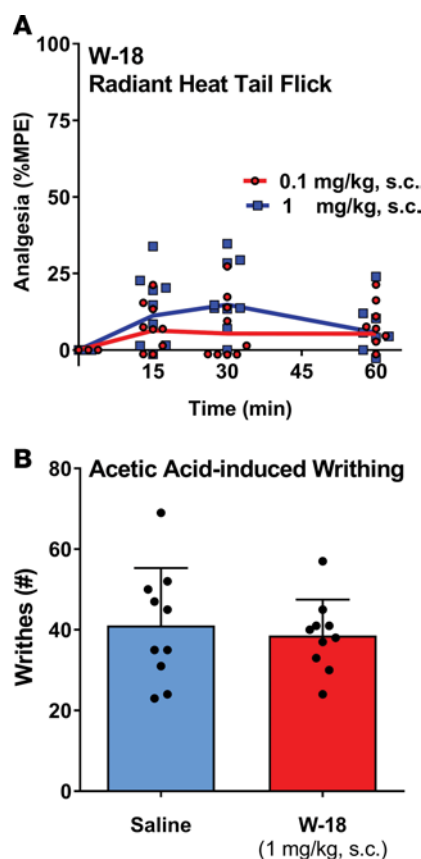 A
W-18
Radiant Heat Tail Flick
Analgesia (%MPE)
100
75
50
25
0
0.1 mg/kg, s.c.
1 mg/kg, s.c.
15 30 45 60
Time (min)
B
Acetic Acid-induced Writhing
Writhes (#)
80
60
40
20
0
Saline W-18
(1 mg/kg, s.c.)